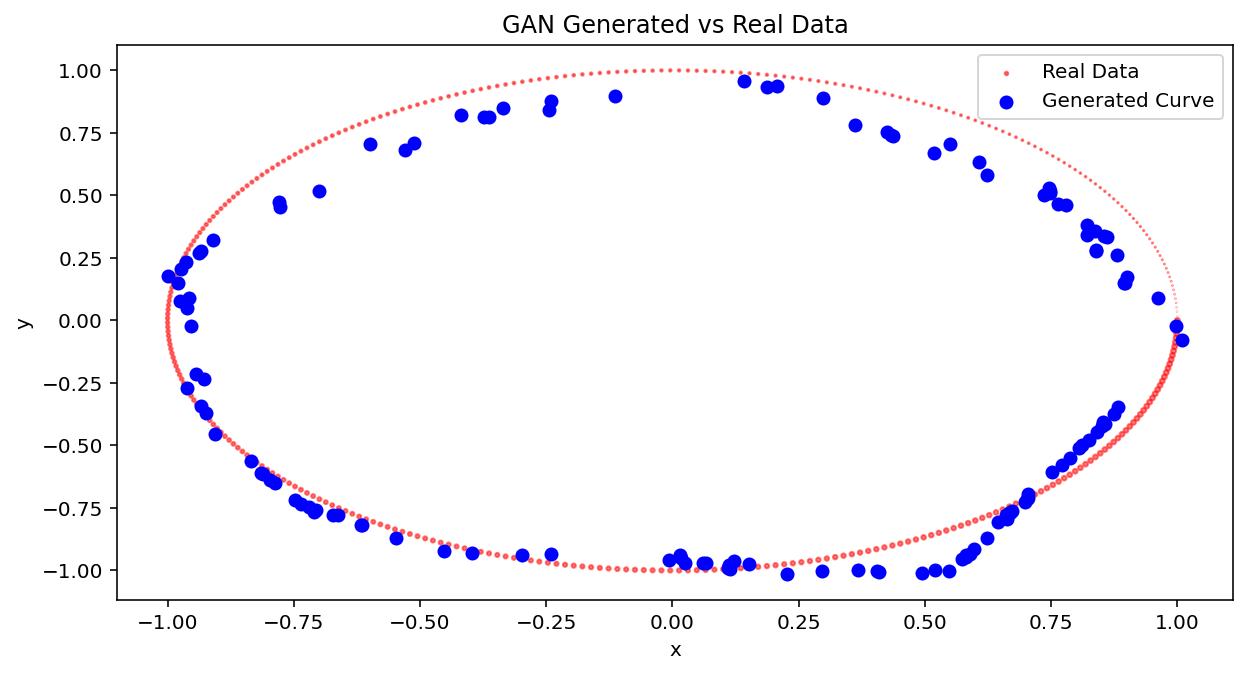 GAN Generated vs Real Data
Real Data
Generated Curve
1.00
0.75
0.50
0.25
0.00
−0.25
−0.50
−0.75
−1.00
y
−1.00 −0.75 −0.50 −0.25 0.00 0.25 0.50 0.75 1.00
x